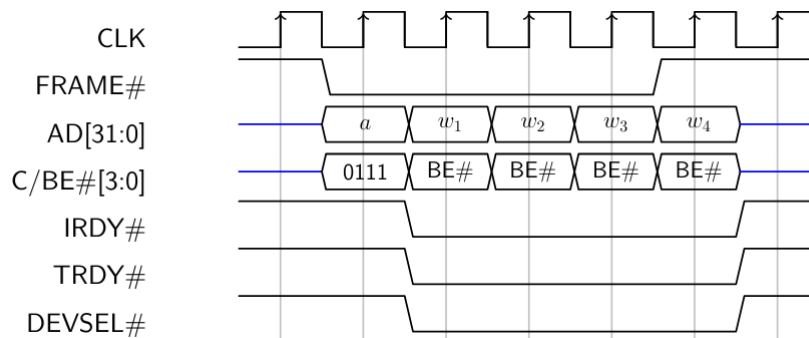 CLK
FRAME#
AD[31:0] a w₁ w₂ w₃ w₄
C/BE#[3:0] 0111 BE# BE# BE# BE#
IRDY#
TRDY#
DEVSEL#